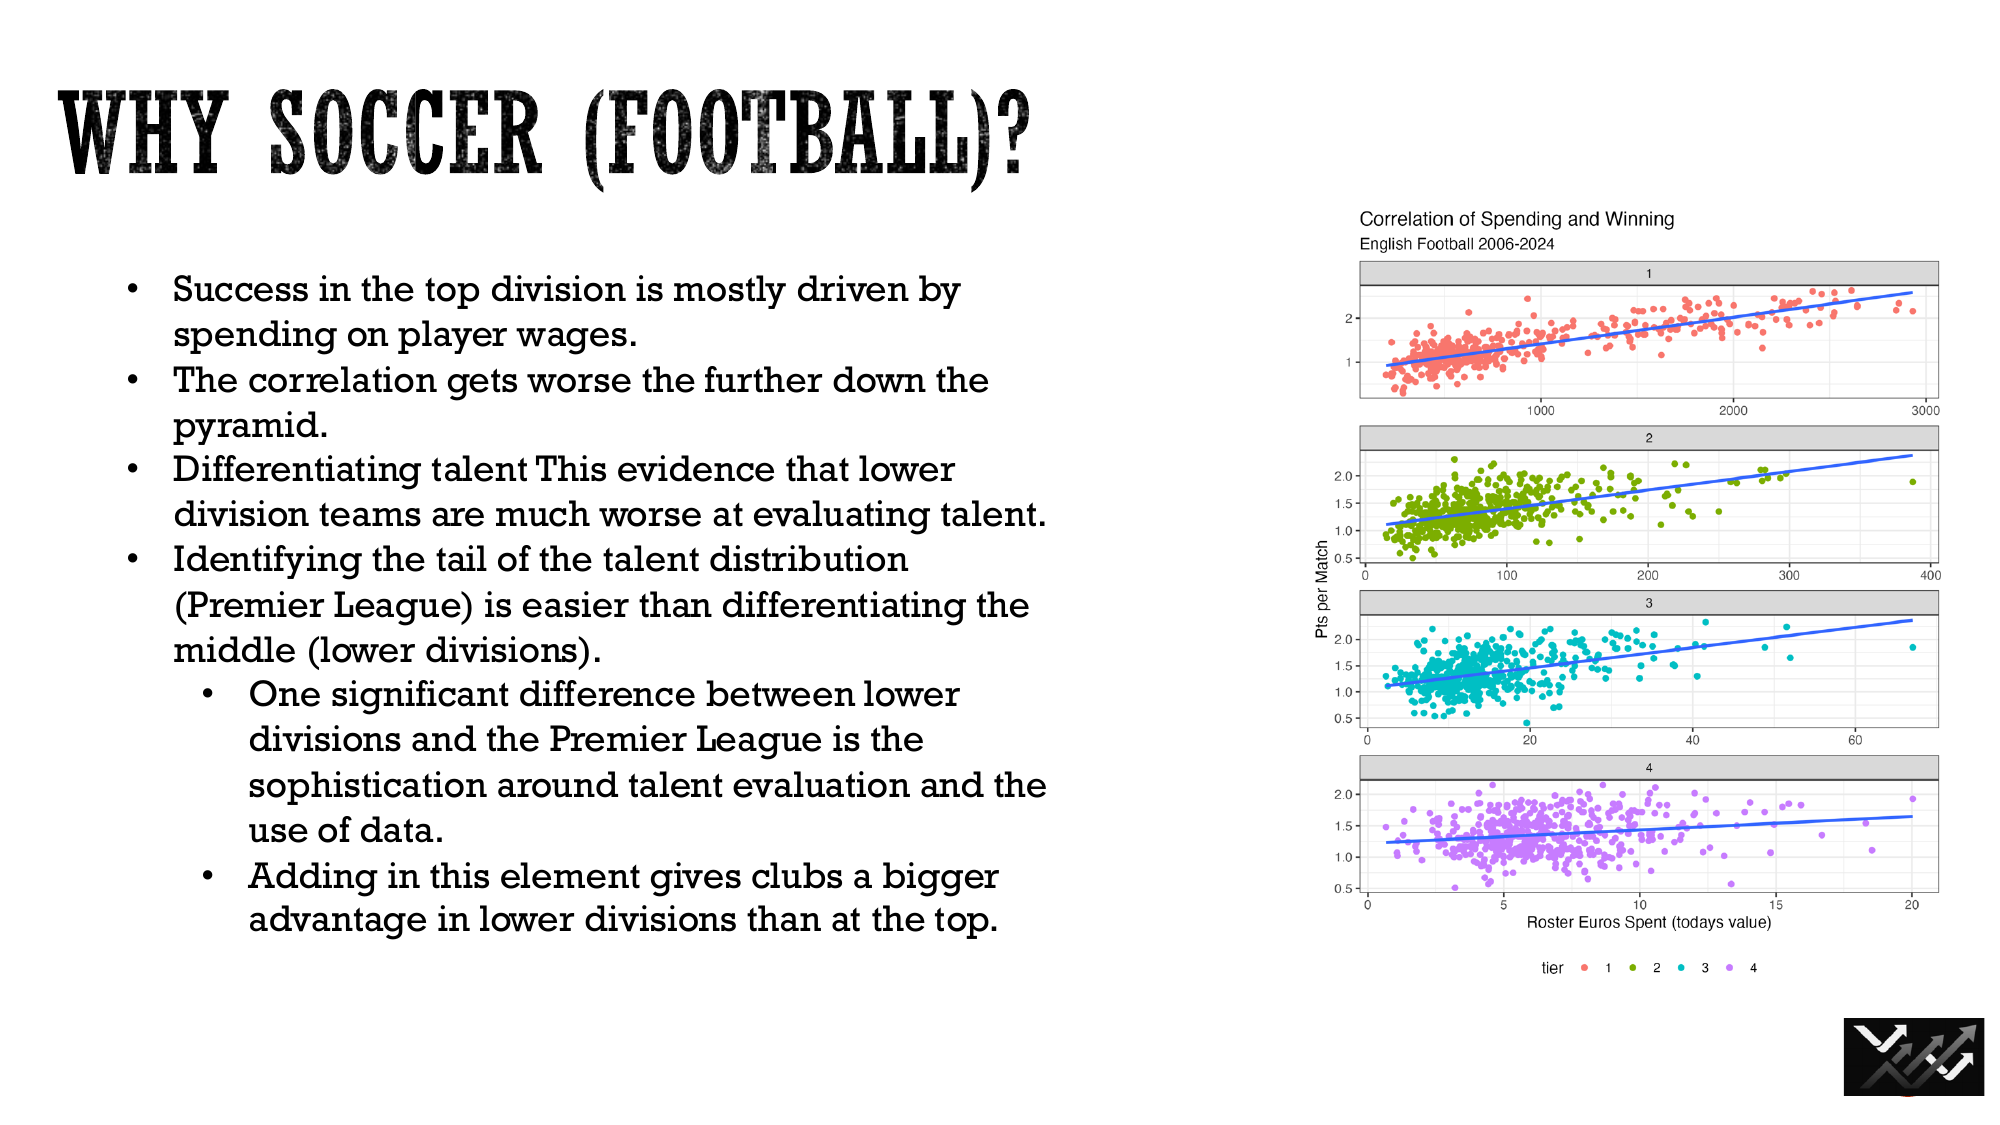 WHY SOCCER (FOOTBALL)?
• Success in the top division is mostly driven by
spending on player wages.
• The correlation gets worse the further down the
pyramid.
• Differentiating talent This evidence that lower
division teams are much worse at evaluating talent.
• Identifying the tail of the talent distribution
(Premier League) is easier than differentiating the
middle (lower divisions).
• One significant difference between lower
divisions and the Premier League is the
sophistication around talent evaluation and the
use of data.
• Adding in this element gives clubs a bigger
advantage in lower divisions than at the top.
Correlation of Spending and Winning
English Football 2006-2024
Pts per Match
1
2
1
1000 2000 3000
2
2.0
1.5
1.0
0.5
0 100 200 300 400
3
2.0
1.5
1.0
0.5
0 20 40 60
4
2.0
1.5
1.0
0.5
0 5 10 15 20
Roster Euros Spent (todays value)
tier 1 2 3 4